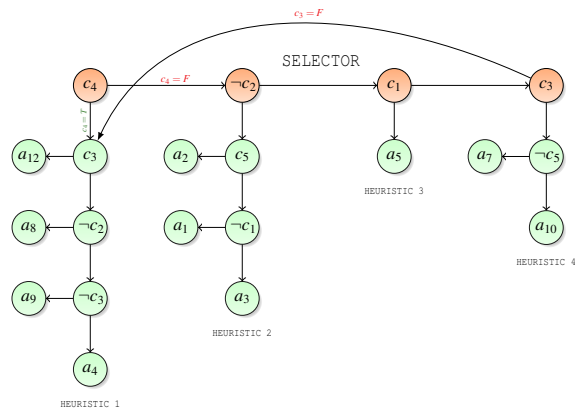 c₃ = F
SELECTOR
c₄ c₄ = F ¬c₂ c₁ c₃
c₄ = T
a₁₂ c₃ a₂ c₅ a₅ a₇ ¬c₅
HEURISTIC 3
a₈ ¬c₂ a₁ ¬c₁ a₁₀
HEURISTIC 4
a₉ ¬c₃ a₃
HEURISTIC 2
a₄
HEURISTIC 1